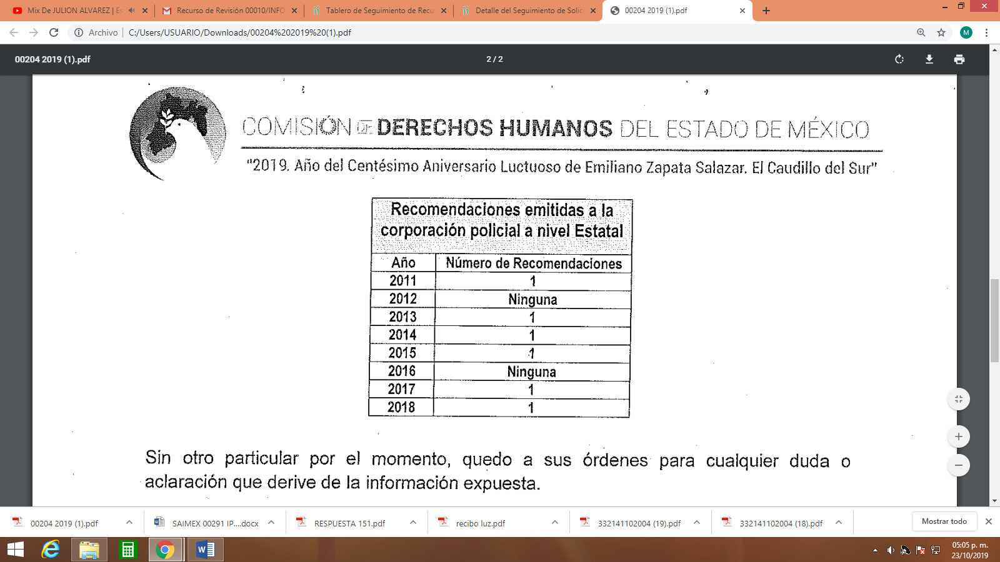 Mix De JULION ALVAREZ | Es
Recurso de Revisión 00010/INFO
Tablero de Seguimiento de Recu
Detalle del Seguimiento de Solic
00204 2019 (1).pdf
Archivo
C:/Users/USUARIO/Downloads/00204%202019%20(1).pdf
M
00204 2019 (1).pdf
2 / 2
COMISIÓN DE DERECHOS HUMANOS DEL ESTADO DE MÉXICO
"2019. Año del Centésimo Aniversario Luctuoso de Emiliano Zapata Salazar. El Caudillo del Sur"
Recomendaciones emitidas a la
corporación policial a nivel Estatal
Año Número de Recomendaciones
2011 1
2012 Ninguna
2013 1
2014 1
2015 1
2016 Ninguna
2017 1
2018 1
Sin otro particular por el momento, quedo a sus órdenes para cualquier duda o
aclaración que derive de la información expuesta.
00204 2019 (1).pdf
SAIMEX 00291 IP....docx
RESPUESTA 151.pdf
recibo luz.pdf
332141102004 (19).pdf
332141102004 (18).pdf
Mostrar todo
05:05 p. m.
23/10/2019